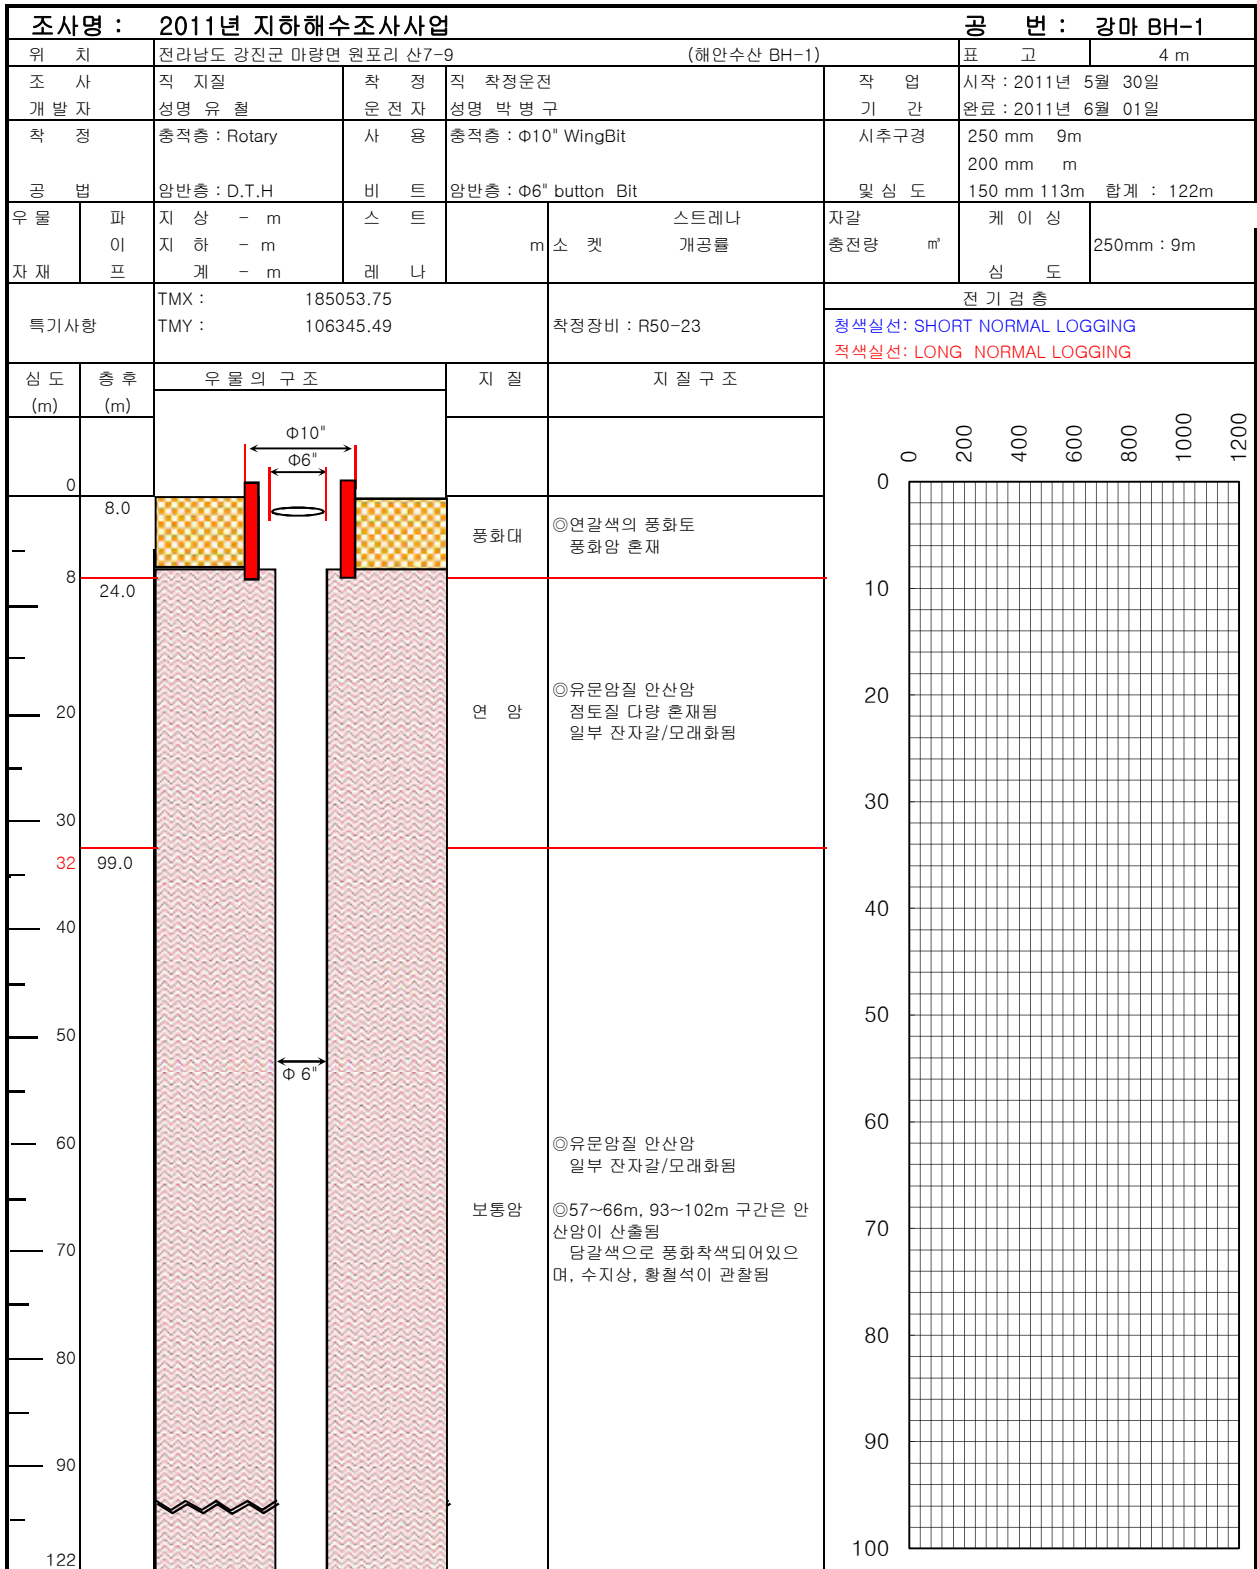 조사명 : 2011년 지하해수조사사업 공 번 : 강마 BH-1
위 치 전라남도 강진군 마량면 원포리 산7-9 (해안수산 BH-1) 표 고 4 m
조 사 직 지질 착 정 직 착정운전 작 업 시작 : 2011년 5월 30일
개 발 자 성명 유 철 운 전 자 성명 박 병 구 기 간 완료 : 2011년 6월 01일
착 정 충적층 : Rotary 사 용 충적층 : Φ10" WingBit 시추구경 250 mm 9m
200 mm m
공 법 암반층 : D.T.H 비 트 암반층 : Φ6" button Bit 및 심 도 150 mm 113m 합계 : 122m
우 물 파 지 상 - m 스 트 스트레나 자갈 케 이 싱
이 지 하 - m m 소 켓 개공률 충전량 ㎥ 250mm : 9m
자 재 프 계 - m 레 나 심 도
TMX : 185053.75 전 기 검 층
특기사항 TMY : 106345.49 착정장비 : R50-23 청색실선: SHORT NORMAL LOGGING
적색실선: LONG NORMAL LOGGING
심 도 층 후 우 물 의 구 조 지 질 지 질 구 조
(m) (m)
Φ10"
Φ6"
0 200 400 600 800 1000 1200
0 0
8.0
풍화대 ◎연갈색의 풍화토
풍화암 혼재
8
24.0 10
◎유문암질 안산암
20 연 암 점토질 다량 혼재됨 20
일부 잔자갈/모래화됨
30 30
32 99.0
40 40
50 50
Φ 6"
60 ◎유문암질 안산암 60
일부 잔자갈/모래화됨
보통암 ◎57~66m, 93~102m 구간은 안
산암이 산출됨 70
70 담갈색으로 풍화착색되어있으
며, 수지상, 황철석이 관찰됨
80 80
90 90
122 100